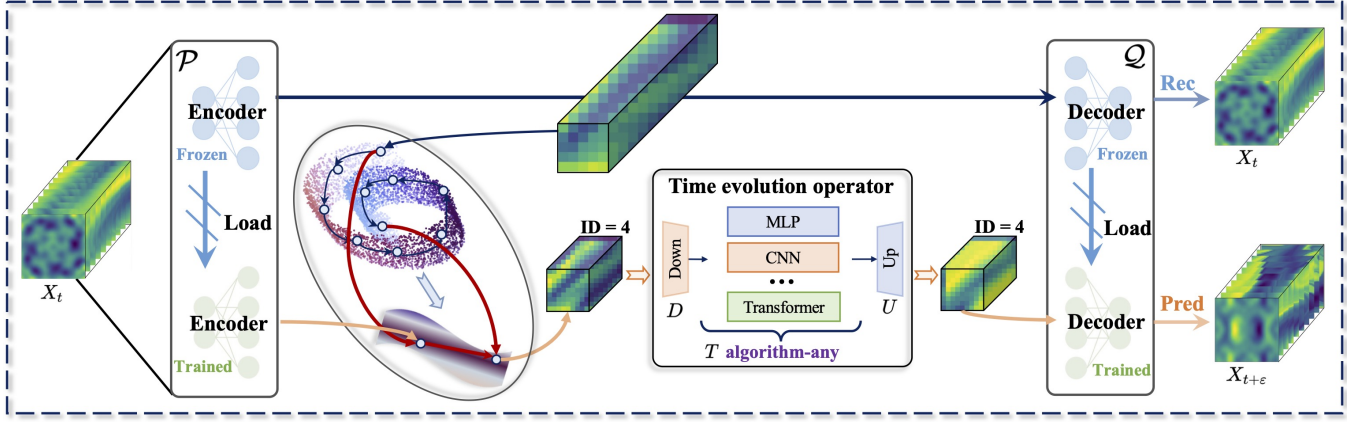 𝒫
Encoder
Frozen
Load
Encoder
Trained
X_t
ID = 4
Time evolution operator
Down
D
MLP
CNN
•••
Transformer
Up
U
T algorithm-any
ID = 4
𝒬
Decoder
Frozen
Load
Decoder
Trained
Rec
X_t
Pred
X_{t+ε}